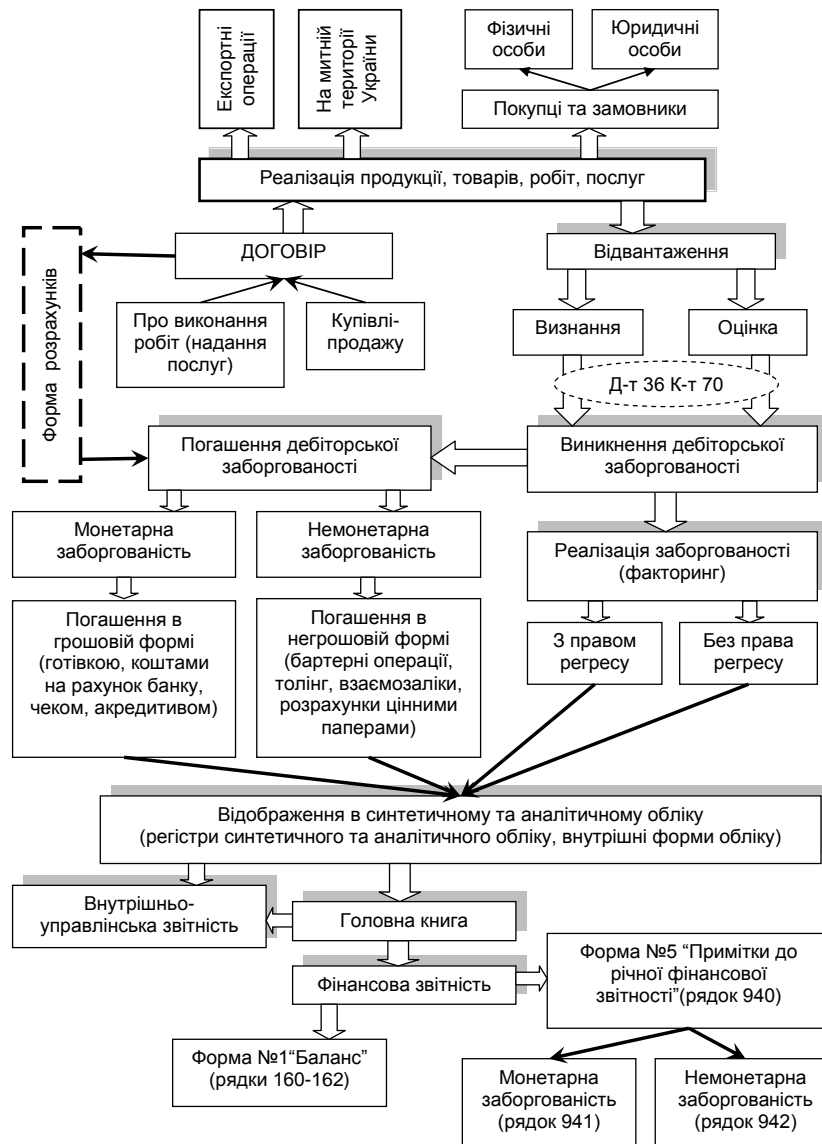 Експортні
операції
На митній
території
України
Фізичні
особи
Юридичні
особи
Покупці та замовники
Реалізація продукції, товарів, робіт, послуг
ДОГОВІР
Відвантаження
Форма розрахунків
Про виконання
робіт (надання
послуг)
Купівлі-
продажу
Визнання
Оцінка
Д-т 36 К-т 70
Погашення дебіторської
заборгованості
Виникнення дебіторської
заборгованості
Монетарна
заборгованість
Немонетарна
заборгованість
Реалізація заборгованості
(факторинг)
Погашення в
грошовій формі
(готівкою, коштами
на рахунок банку,
чеком, акредитивом)
Погашення в
негрошовій формі
(бартерні операції,
толінг, взаємозаліки,
розрахунки цінними
паперами)
З правом
регресу
Без права
регресу
Відображення в синтетичному та аналітичному обліку
(регістри синтетичного та аналітичного обліку, внутрішні форми обліку)
Внутрішньо-
управлінська звітність
Головна книга
Фінансова звітність
Форма №5 “Примітки до
річної фінансової
звітності”(рядок 940)
Форма №1“Баланс”
(рядки 160-162)
Монетарна
заборгованість
(рядок 941)
Немонетарна
заборгованість
(рядок 942)